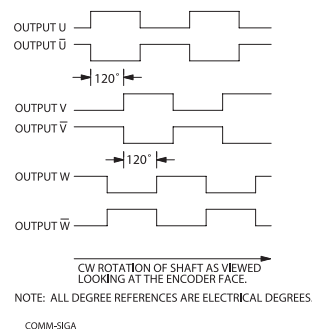 OUTPUT U
OUTPUT U̅
120°
OUTPUT V
OUTPUT V̅
120°
OUTPUT W
OUTPUT W̅
CW ROTATION OF SHAFT AS VIEWED
LOOKING AT THE ENCODER FACE.
NOTE: ALL DEGREE REFERENCES ARE ELECTRICAL DEGREES.
COMM-SIGA